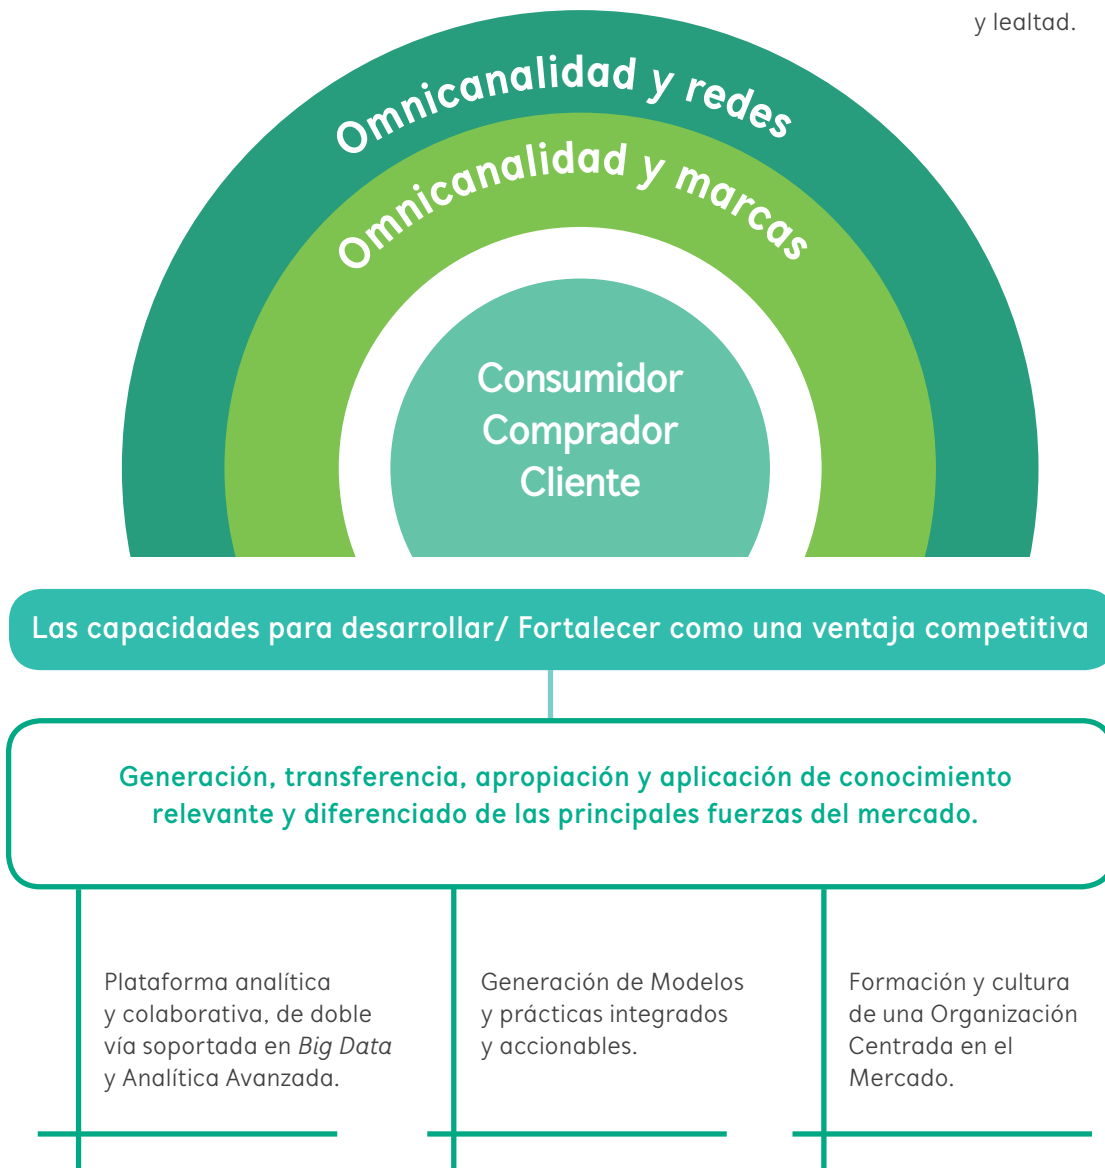 y lealtad.
Omnicanalidad y redes
Omnicanalidad y marcas
Consumidor
Comprador
Cliente
Las capacidades para desarrollar/ Fortalecer como una ventaja competitiva
Generación, transferencia, apropiación y aplicación de conocimiento
relevante y diferenciado de las principales fuerzas del mercado.
Plataforma analítica
y colaborativa, de doble
vía soportada en Big Data
y Analítica Avanzada.
Generación de Modelos
y prácticas integrados
y accionables.
Formación y cultura
de una Organización
Centrada en el
Mercado.